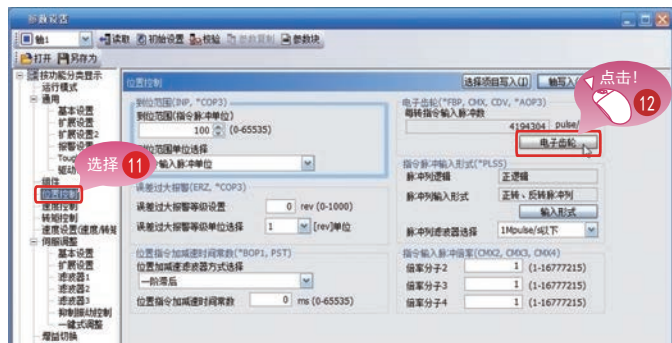 参数设置
轴1 读取 初始设置 校验 参数复制 参数块
打开 另存为
按功能分类显示
运行模式
通用
基本设置
扩展设置
扩展设置2
报警设置
Toug
驱动
选择 11
组件
位置控制
速度控制
转矩控制
速度设置(速度/转矩
伺服调整
基本设置
扩展设置
滤波器1
滤波器2
滤波器3
抑制振动控制
一键式调整
增益切换
位置控制
选择项目写入(I) 轴写入(
点击!
12
到位范围(INP, *COP3)
到位范围(指令脉冲单位)
100 (0-65535)
到位范围单位选择
输入脉冲单位
误差过大报警(ERZ, *COP3)
误差过大报警等级设置 0 rev (0-1000)
误差过大报警等级单位选择 1 [rev]单位
位置指令加减速时间常数(*BOP1, PST)
位置加减速滤波器方式选择
一阶滞后
位置指令加减速时间常数 0 ms (0-65535)
电子齿轮(*FBP, CMX, CDV, *AOP3)
每转指令输入脉冲数
4194304 pulse/
电子齿轮
指令脉冲输入形式(*PLSS)
脉冲列逻辑 正逻辑
脉冲列输入形式 正转、反转脉冲列
输入形式
脉冲列滤波器选择 1Mpulse/s以下
指令输入脉冲倍率(CMX2, CMX3, CMX4)
倍率分子2 1 (1-16777215)
倍率分子3 1 (1-16777215)
倍率分子4 1 (1-16777215)